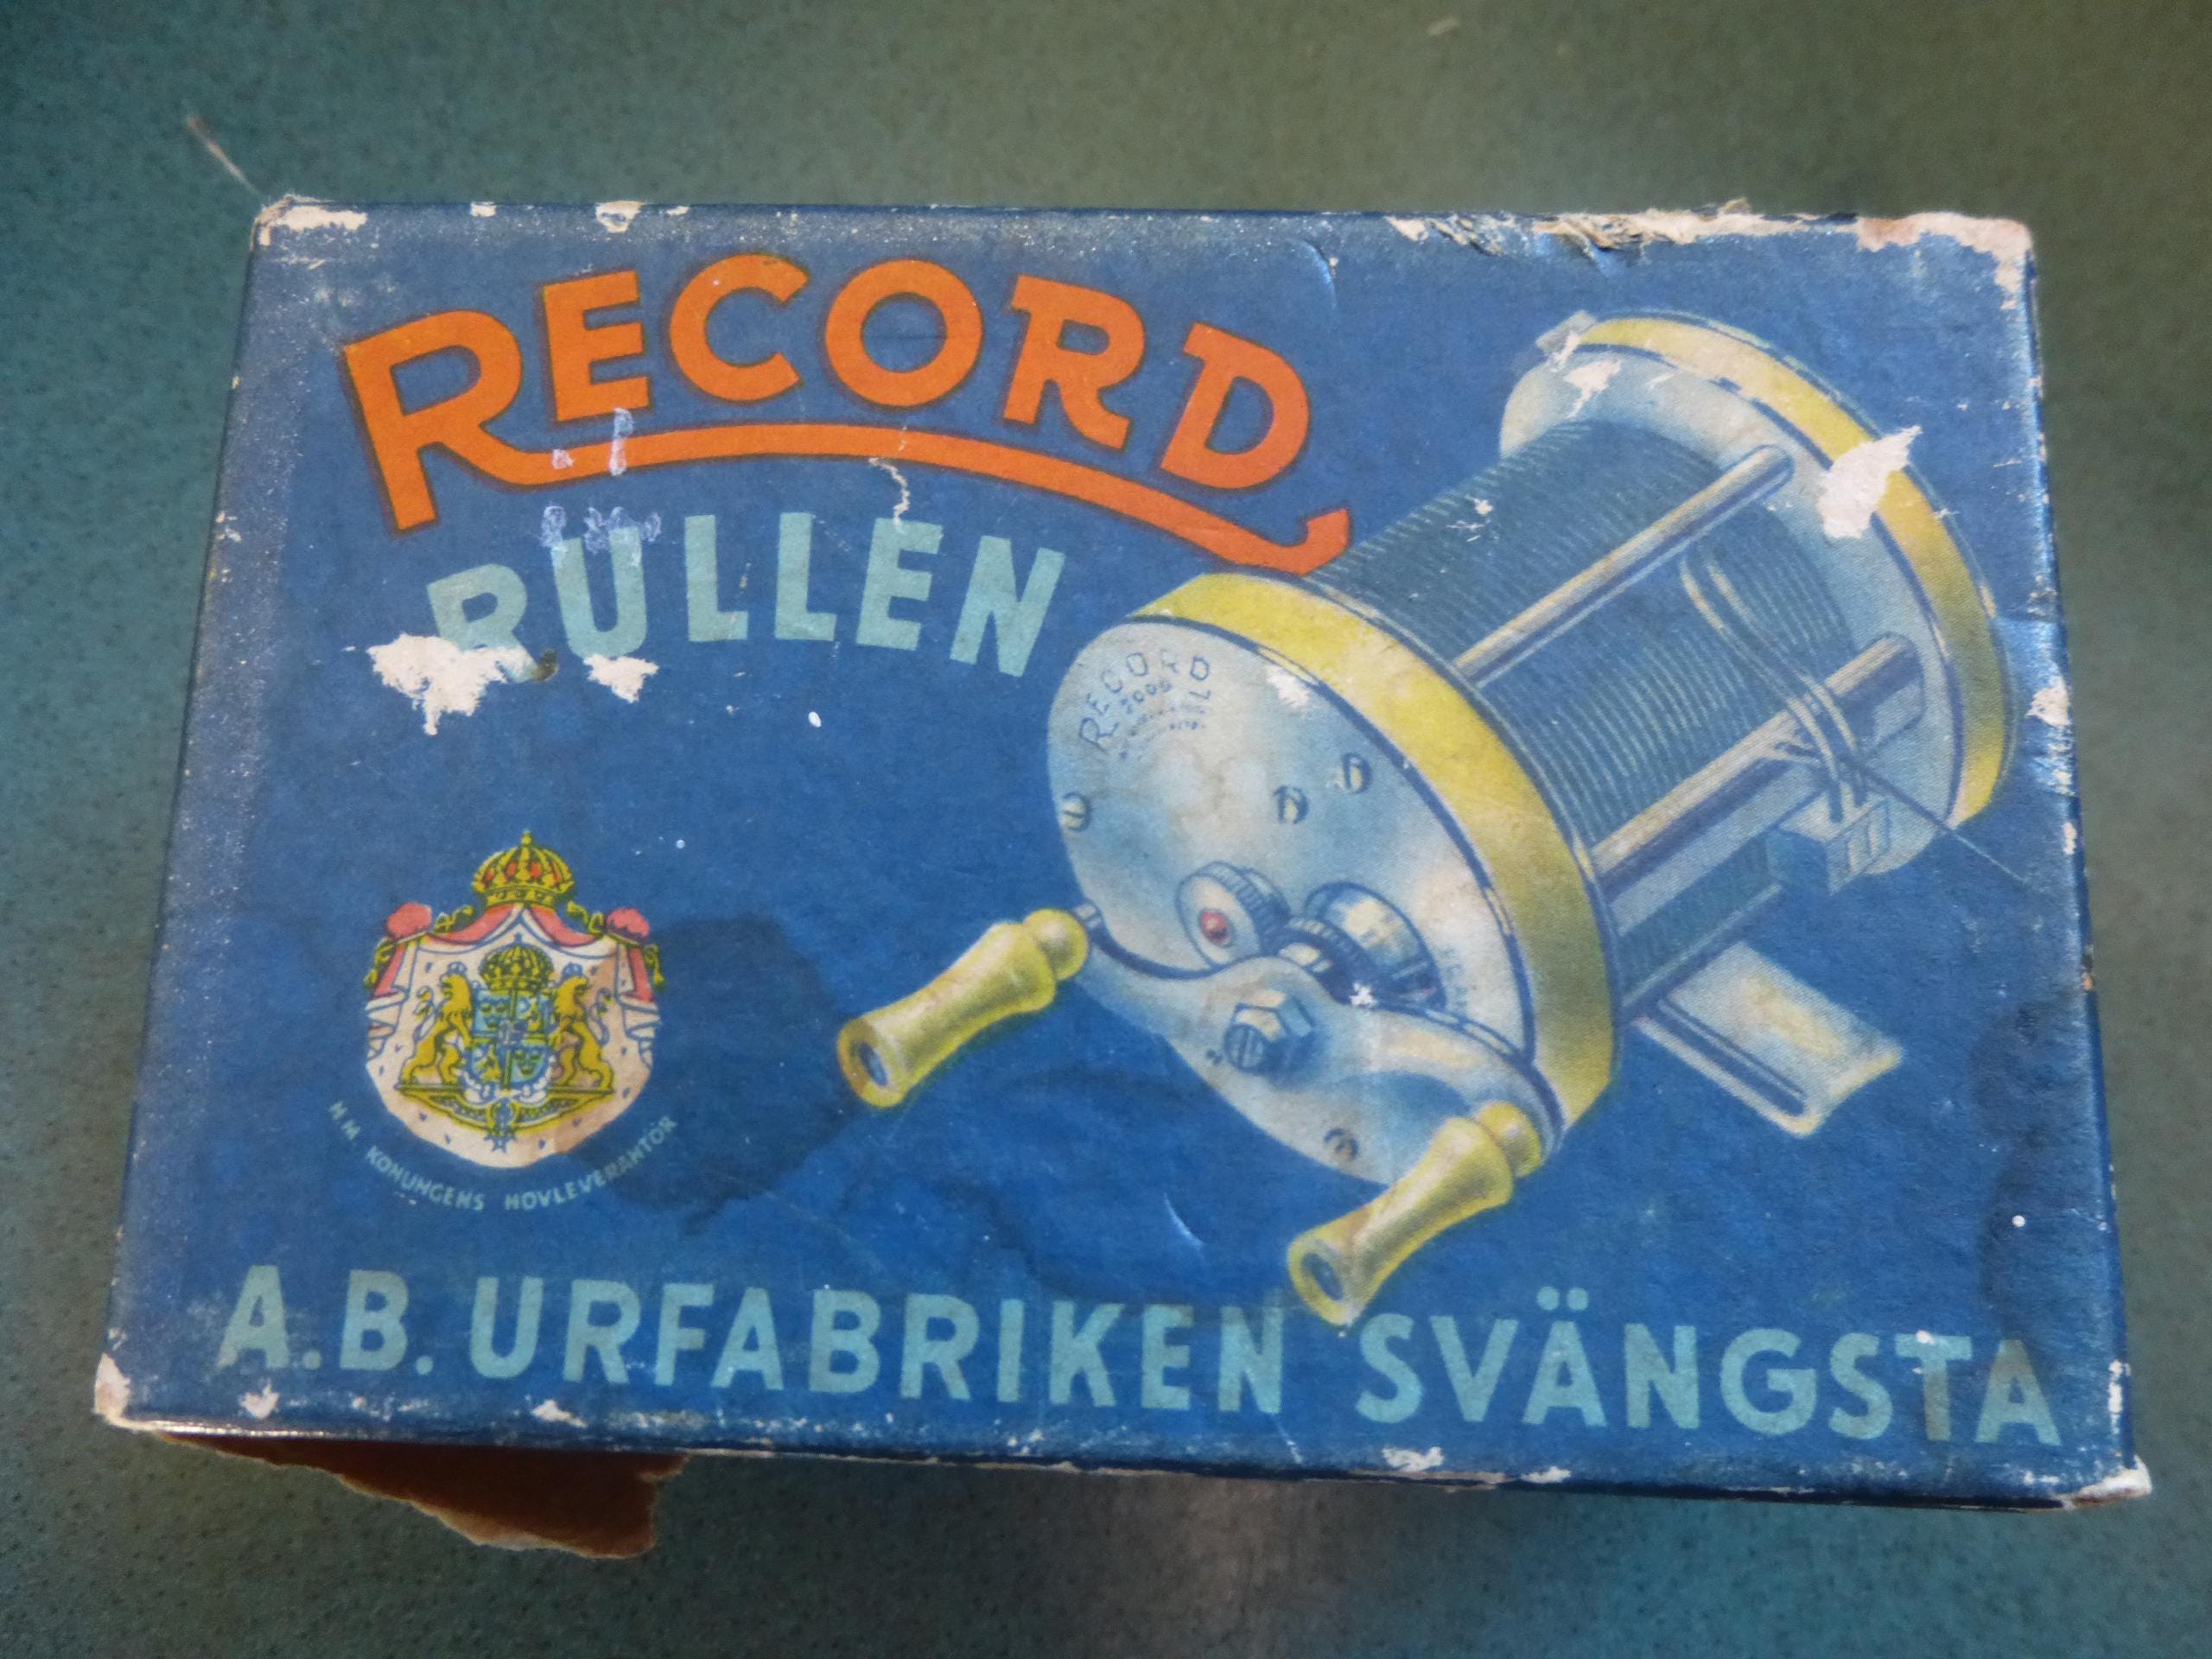 RECORD
RULLEN
RECORD
H.M. KONUNGENS HOVLEVERANTÖR
A.B. URFABRIKEN SVÄNGSTA